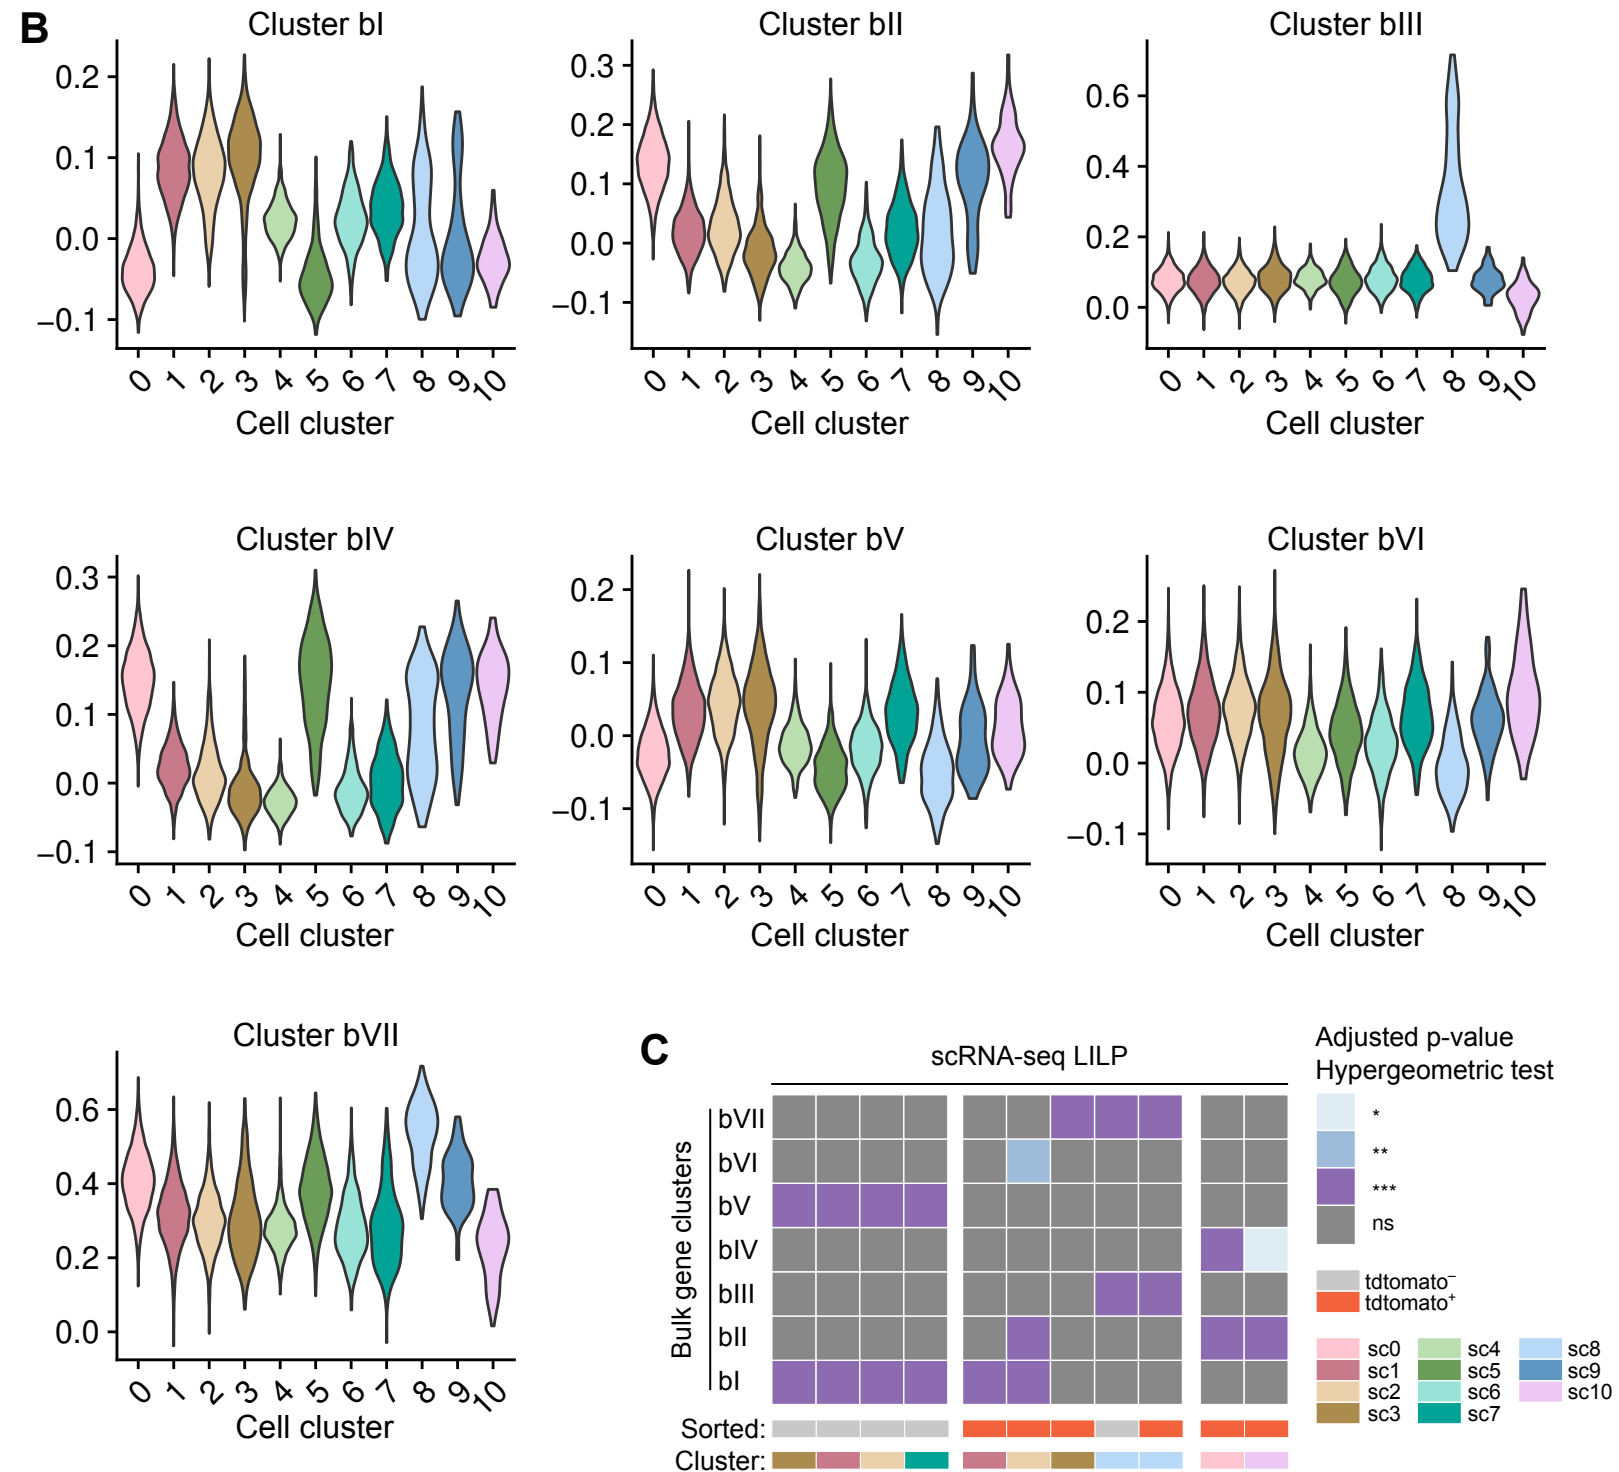 B
Cluster bI
Cluster bII
Cluster bIII
0.2
0.1
0.0
−0.1
0.3
0.2
0.1
0.0
−0.1
0.6
0.4
0.2
0.0
0 1 2 3 4 5 6 7 8 9 10
0 1 2 3 4 5 6 7 8 9 10
0 1 2 3 4 5 6 7 8 9 10
Cell cluster
Cell cluster
Cell cluster
Cluster bIV
Cluster bV
Cluster bVI
0.3
0.2
0.1
0.0
−0.1
0.2
0.1
0.0
−0.1
0.2
0.1
0.0
−0.1
0 1 2 3 4 5 6 7 8 9 10
0 1 2 3 4 5 6 7 8 9 10
0 1 2 3 4 5 6 7 8 9 10
Cell cluster
Cell cluster
Cell cluster
Cluster bVII
0.6
0.4
0.2
0.0
0 1 2 3 4 5 6 7 8 9 10
Cell cluster
C
scRNA-seq LILP
Bulk gene clusters
bVII
bVI
bV
bIV
bIII
bII
bI
Sorted:
Cluster:
Adjusted p-value
Hypergeometric test
*
**
***
ns
tdtomato⁻
tdtomato⁺
sc0 sc4 sc8
sc1 sc5 sc9
sc2 sc6 sc10
sc3 sc7